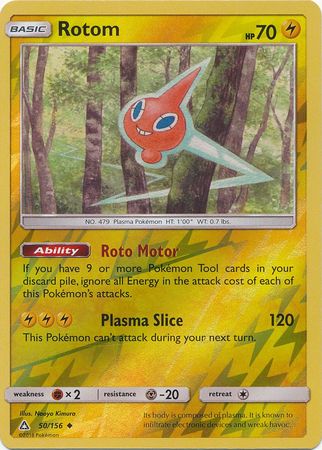 BASIC Rotom HP 70
NO. 479 Plasma Pokémon HT: 1'00" WT: 0.7 lbs.
Ability Roto Motor
If you have 9 or more Pokémon Tool cards in your
discard pile, ignore all Energy in the attack cost of each of
this Pokémon's attacks.
Plasma Slice 120
This Pokémon can't attack during your next turn.
weakness × 2 resistance -20 retreat
Illus. Naoyo Kimura
50/156
©2018 Pokémon
Its body is composed of plasma. It is known to
infiltrate electronic devices and wreak havoc.